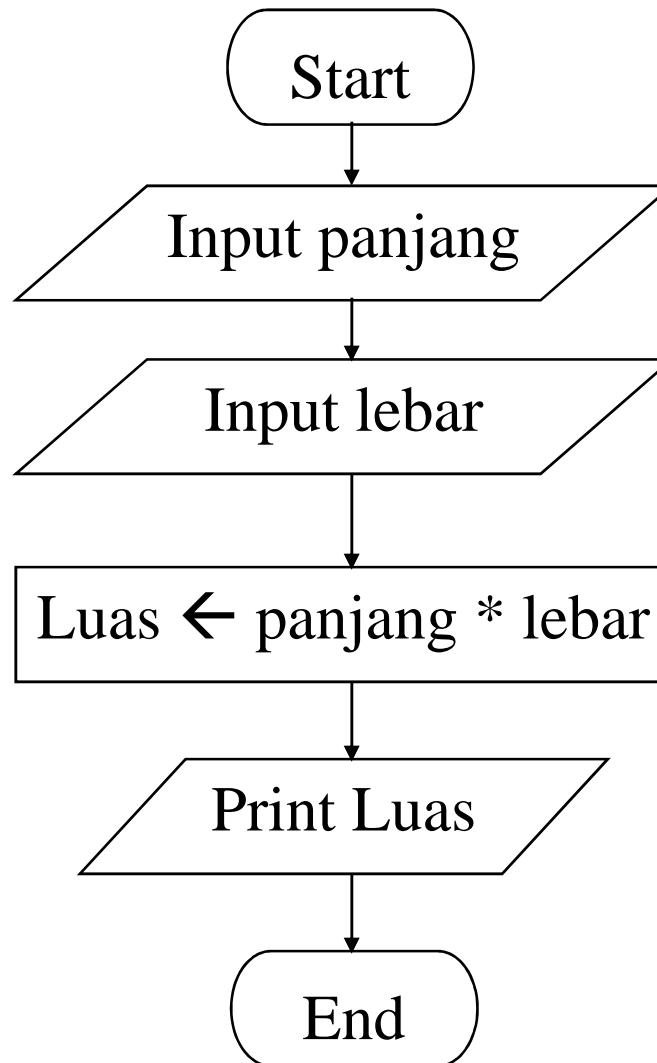 Start
Input panjang
Input lebar
Luas ← panjang * lebar
Print Luas
End